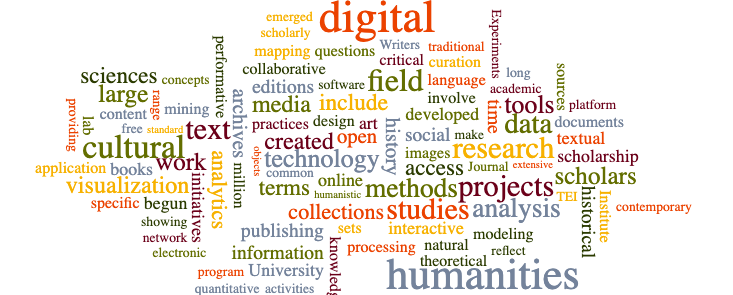 digital
emerged
scholarly
mapping
questions
Writers
traditional
critical
curation
Experiments
performative
collaborative
sciences
concepts
editions
software
field
language
long
academic
sources
large
range
providing
lab
content
mining
archives
media
include
developed
involve
time
tools
platform
free
standard
text
practices
design
art
history
social
make
data
documents
textual
cultural
created
open
images
research
scholarship
objects
technology
access
Journal
extensive
application
books
work
analytics
million
common
visualization
initiatives
terms
online
humanistic
methods
projects
scholars
TEI
historical
Institute
contemporary
specific
begun
collections
studies
analysis
showing
network
publishing
sets
interactive
modeling
electronic
information
knowledge
processing
natural
reflect
theoretical
program
University
humanities
quantitative
activities